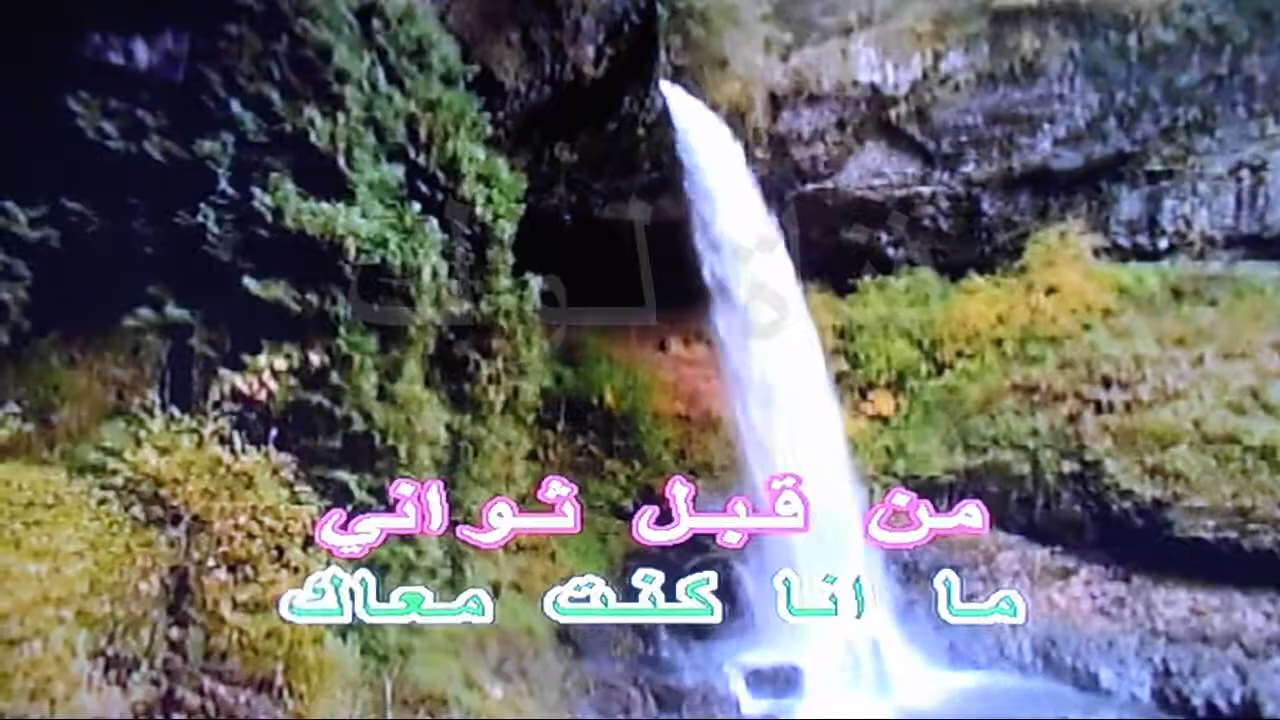 من قبل ثواني
ما انا كنت معاك